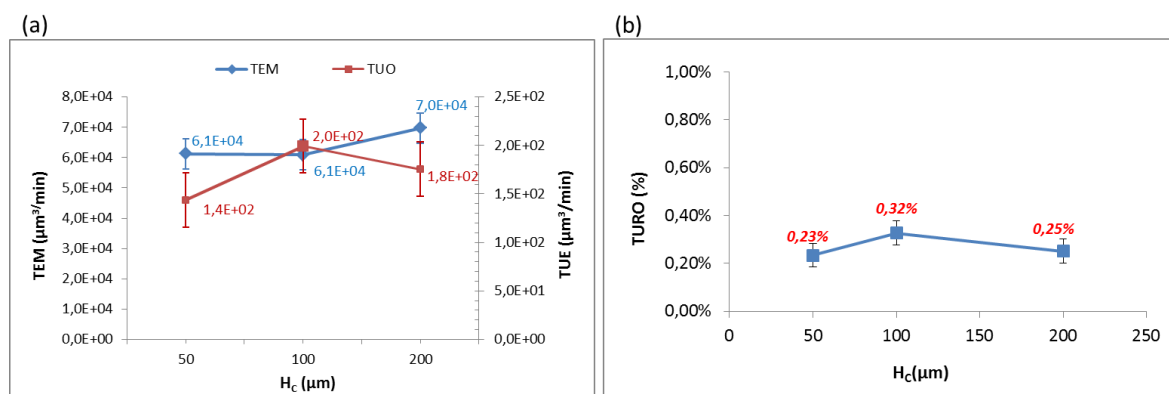 (a)
TEM TUO
8,0E+04
7,0E+04
6,0E+04
5,0E+04
4,0E+04
3,0E+04
2,0E+04
1,0E+04
0,0E+00
TEM (µm³/min)
6,1E+04
6,1E+04
7,0E+04
1,4E+02
2,0E+02
1,8E+02
2,5E+02
2,0E+02
1,5E+02
1,0E+02
5,0E+01
0,0E+00
TUE (µm³/min)
50 100 200
H_C (µm)
(b)
1,00%
0,80%
0,60%
0,40%
0,20%
0,00%
TURO (%)
0,23%
0,32%
0,25%
0 50 100 150 200 250
H_C(µm)